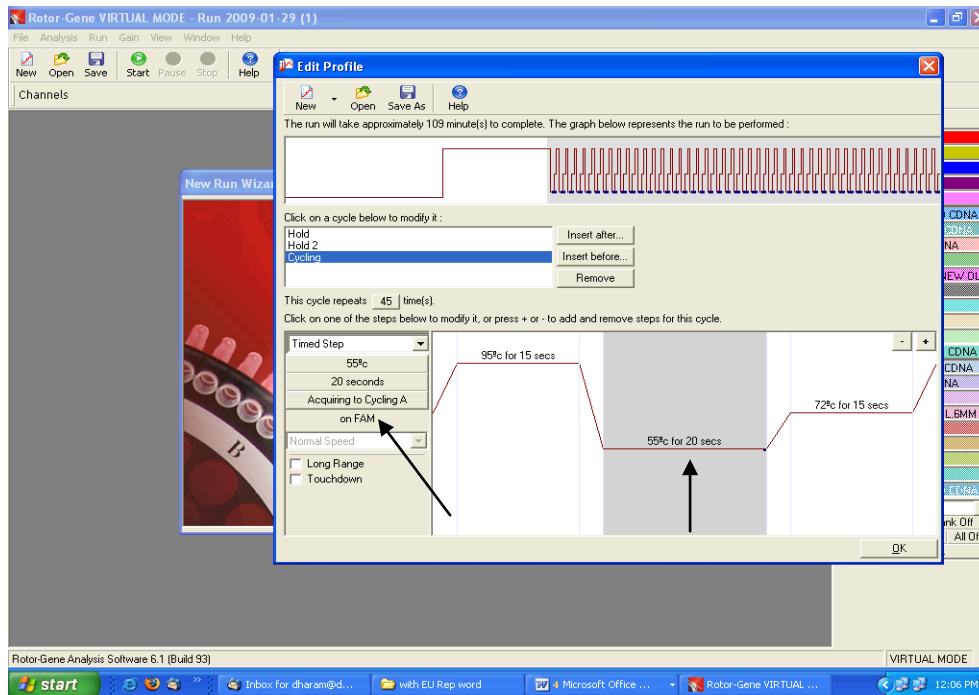 Rotor-Gene VIRTUAL MODE - Run 2009-01-29 (1)
File Analysis Run Gain View Window Help
New Open Save Start Pause Stop Help
Channels
New Run Wiza
Edit Profile
New Open Save As Help
The run will take approximately 109 minute(s) to complete. The graph below represents the run to be performed :
Click on a cycle below to modify it :
Hold
Hold 2
Cycling
Insert after...
Insert before...
Remove
This cycle repeats 45 time(s).
Click on one of the steps below to modify it, or press + or - to add and remove steps for this cycle.
Timed Step
55ºc
20 seconds
Acquiring to Cycling A
on FAM
Normal Speed
Long Range
Touchdown
95ºc for 15 secs
55ºc for 20 secs
72ºc for 15 secs
- +
OK
B
CDNA
CDNA
NA
NEW DL
CDNA
CDNA
NA
L,6MM
nk Off
All Of
Rotor-Gene Analysis Software 6.1 (Build 93)
VIRTUAL MODE
start
Inbox for dharam@d...
with EU Rep word
4 Microsoft Office ...
Rotor-Gene VIRTUAL ...
12:06 P